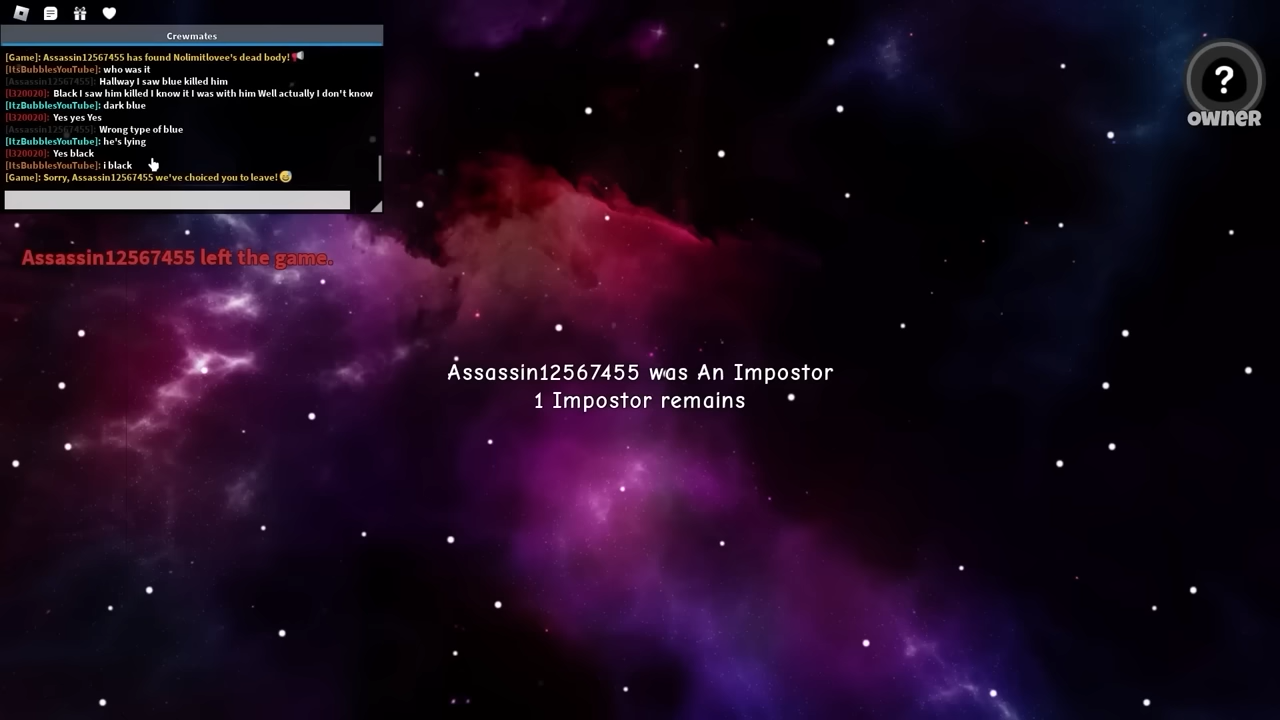 Crewmates
[Game]: Assassin12567455 has found Nolimitlovee's dead body!
[ItsBubblesYouTube]: who was it
[Assassin12567455]: Hallway I saw blue killed him
[l320020]: Black I saw him killed I know it I was with him Well actually I don't know
[ItzBubblesYouTube]: dark blue
[l320020]: Yes yes Yes
[Assassin12567455]: Wrong type of blue
[ItzBubblesYouTube]: he's lying
[l320020]: Yes black
[ItsBubblesYouTube]: i black
[Game]: Sorry, Assassin12567455 we've choiced you to leave!
?
OWNER
Assassin12567455 left the game.
Assassin12567455 was An Impostor
1 Impostor remains